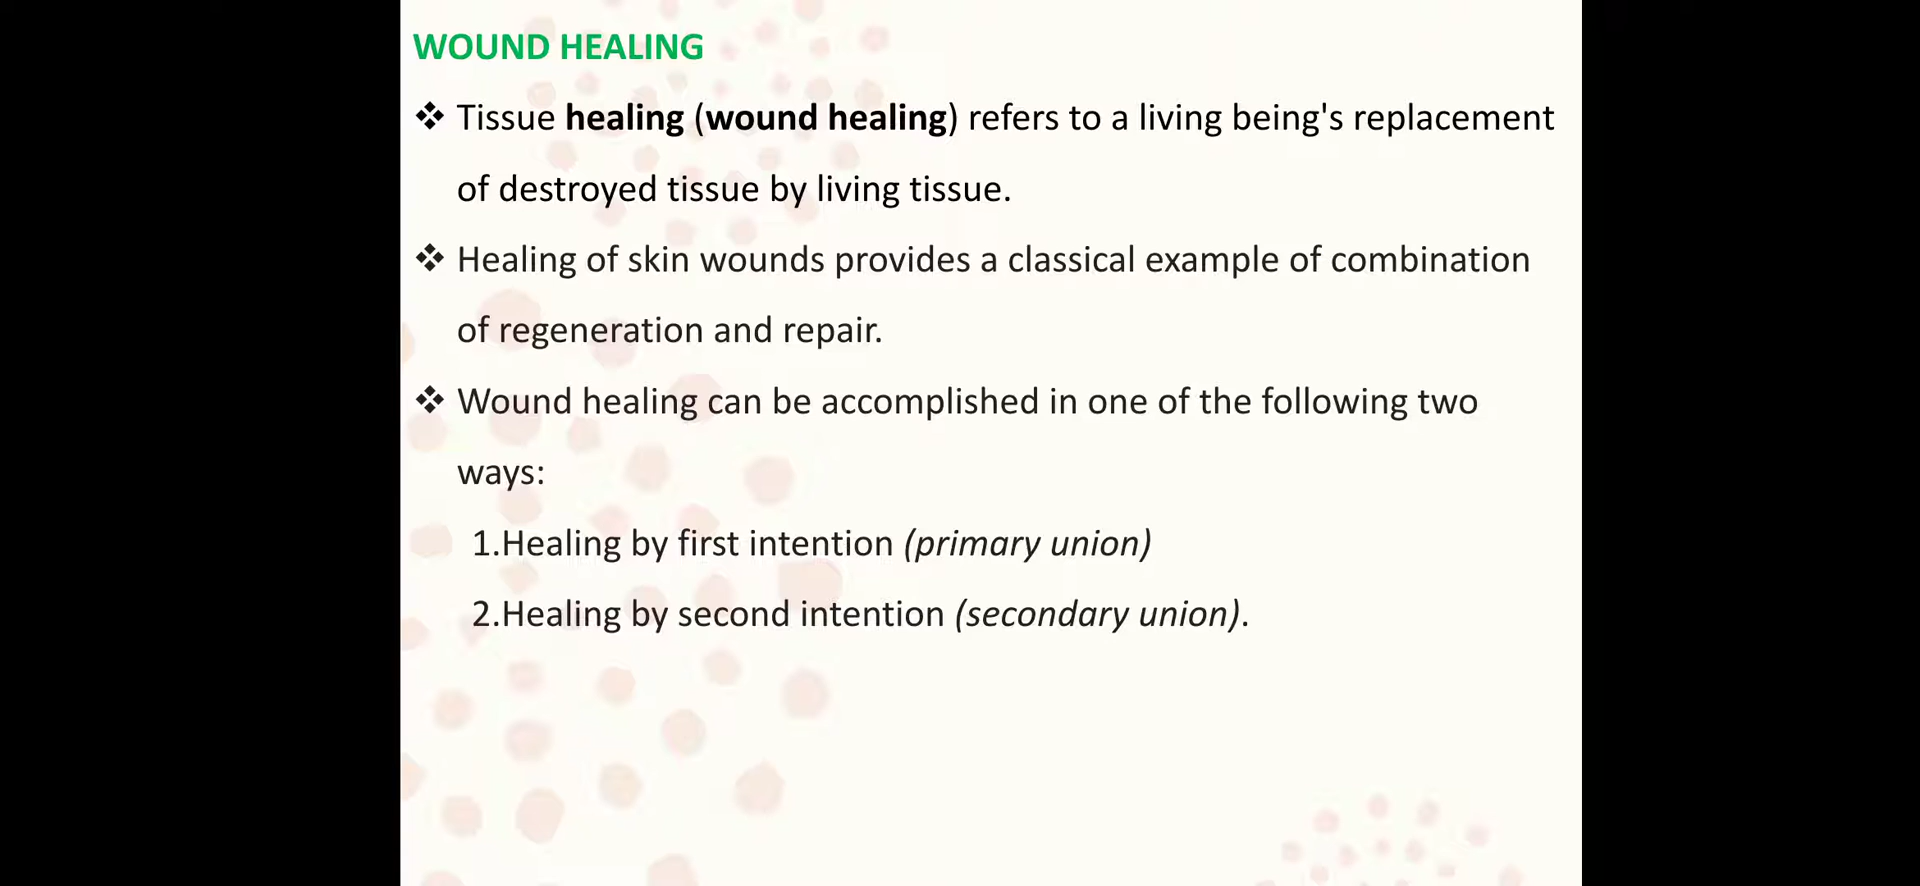 WOUND HEALING
❖ Tissue healing (wound healing) refers to a living being's replacement
of destroyed tissue by living tissue.
❖ Healing of skin wounds provides a classical example of combination
of regeneration and repair.
❖ Wound healing can be accomplished in one of the following two
ways:
1.Healing by first intention (primary union)
2.Healing by second intention (secondary union).